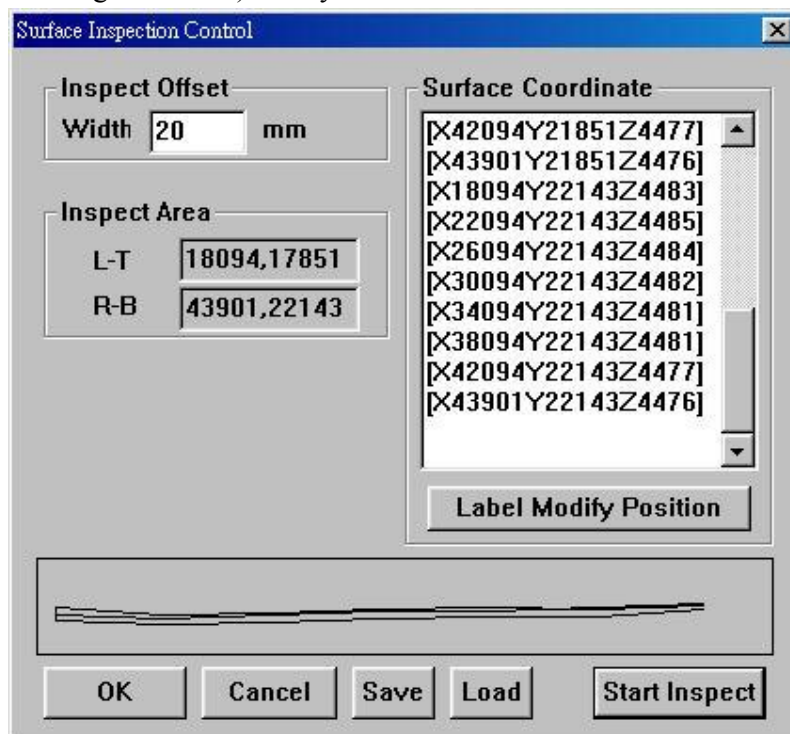 Surface Inspection Control
Inspect Offset
Width 20 mm
Inspect Area
L-T 18094,17851
R-B 43901,22143
Surface Coordinate
[X42094Y21851Z4477]
[X43901Y21851Z4476]
[X18094Y22143Z4483]
[X22094Y22143Z4485]
[X26094Y22143Z4484]
[X30094Y22143Z4482]
[X34094Y22143Z4481]
[X38094Y22143Z4481]
[X42094Y22143Z4477]
[X43901Y22143Z4476]
Label Modify Position
OK Cancel Save Load Start Inspect